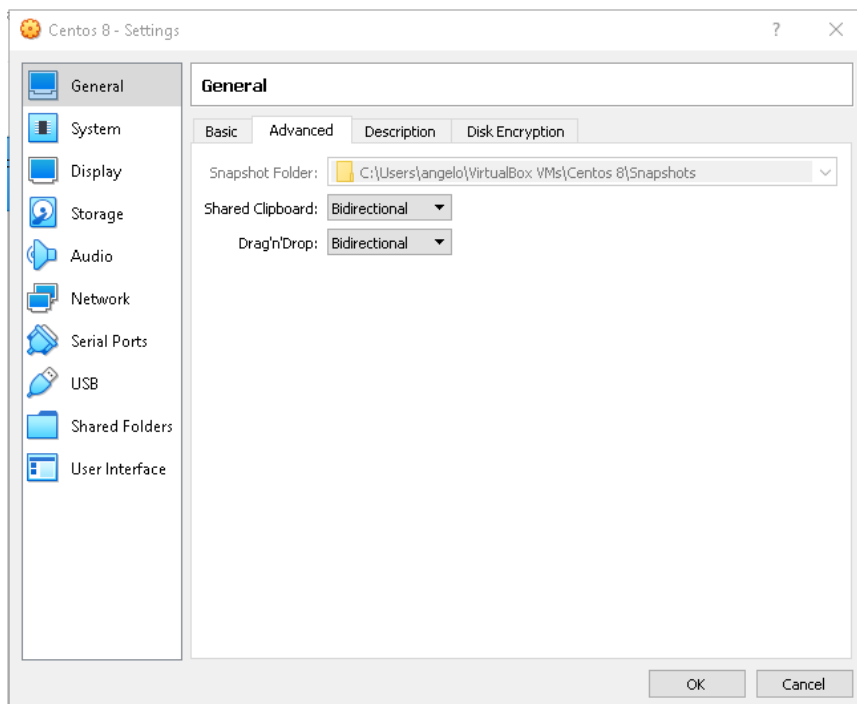 Centos 8 - Settings
?
General
System
Display
Storage
Audio
Network
Serial Ports
USB
Shared Folders
User Interface
General
Basic Advanced Description Disk Encryption
Snapshot Folder: C:\Users\angelo\VirtualBox VMs\Centos 8\Snapshots
Shared Clipboard: Bidirectional
Drag'n'Drop: Bidirectional
OK Cancel